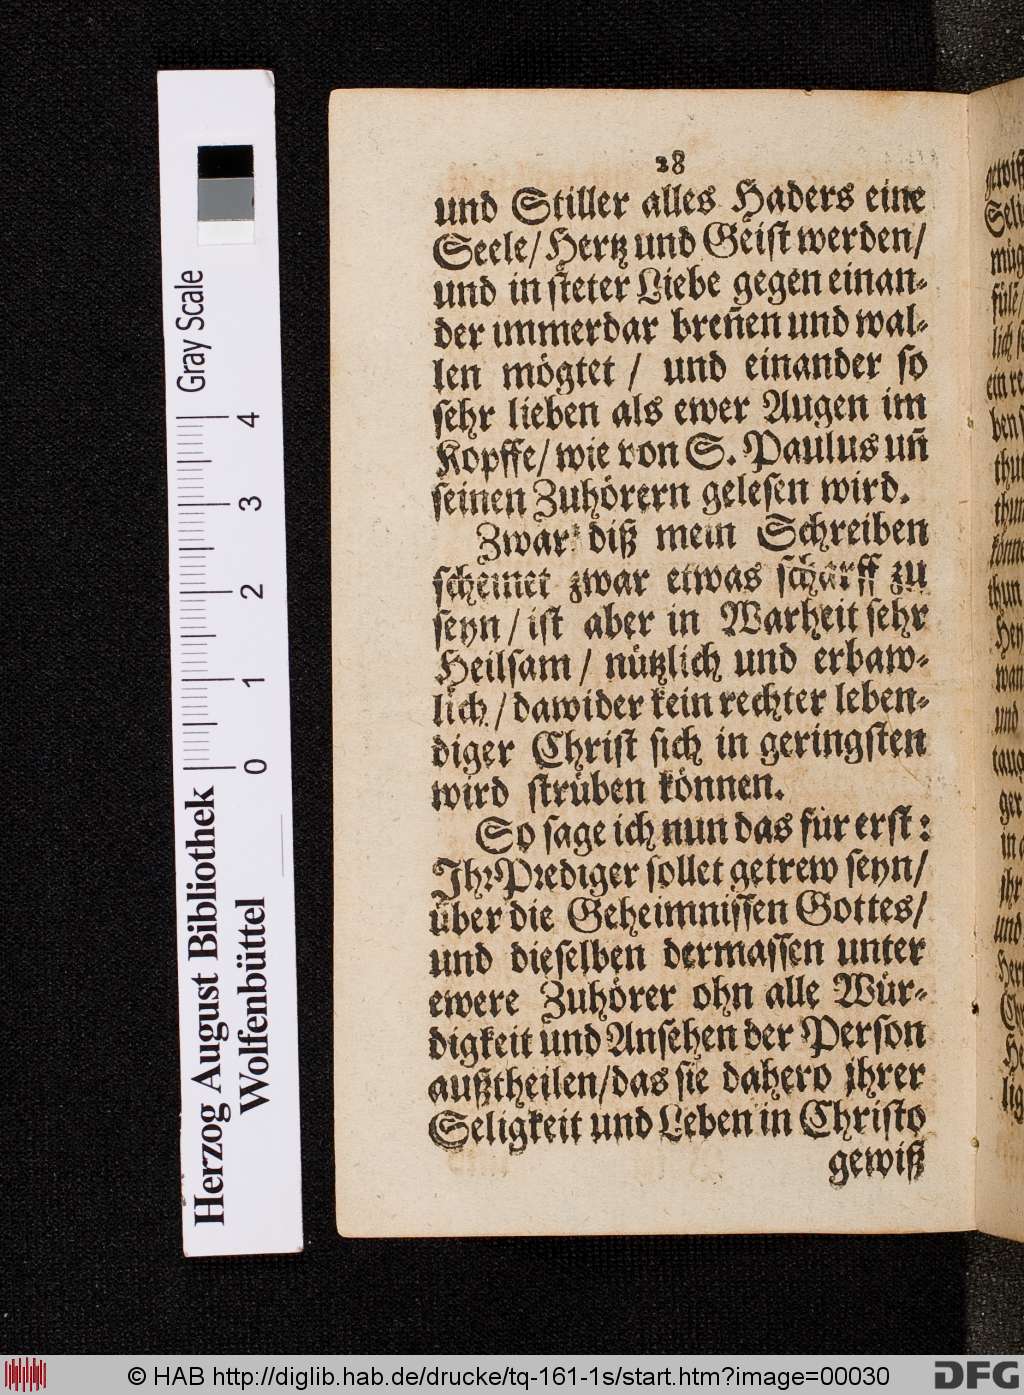 28
und Stiller alles Haders eine
Seele/ Hertz und Geist werden/
und in steter Liebe gegen einan-
der immerdar breñen und wal-
len mögtet / und einander so
sehr lieben als ewer Augen im
Kopffe/ wie von S. Paulus uñ
seinen Zuhörern gelesen wird.
Zwar diß mein Schreiben
scheinet zwar etwas scharff zu
seyn / ist aber in Warheit sehr
Heilsam / nützlich und erbaw-
lich / dawider kein rechter leben-
diger Christ sich in geringsten
wird strüben können.
So sage ich nun das für erst :
Ihr Prediger sollet getrew seyn/
über die Geheimnissen Gottes/
und dieselben dermassen unter
ewere Zuhörer ohn alle Wür-
digkeit und Ansehen der Person
außtheilen/ das sie dahero ihrer
Seligkeit und Leben in Christo
gewiß
Gray Scale
0 1 2 3 4
Herzog August Bibliothek
Wolfenbüttel
© HAB http://diglib.hab.de/drucke/tq-161-1s/start.htm?image=00030
DFG